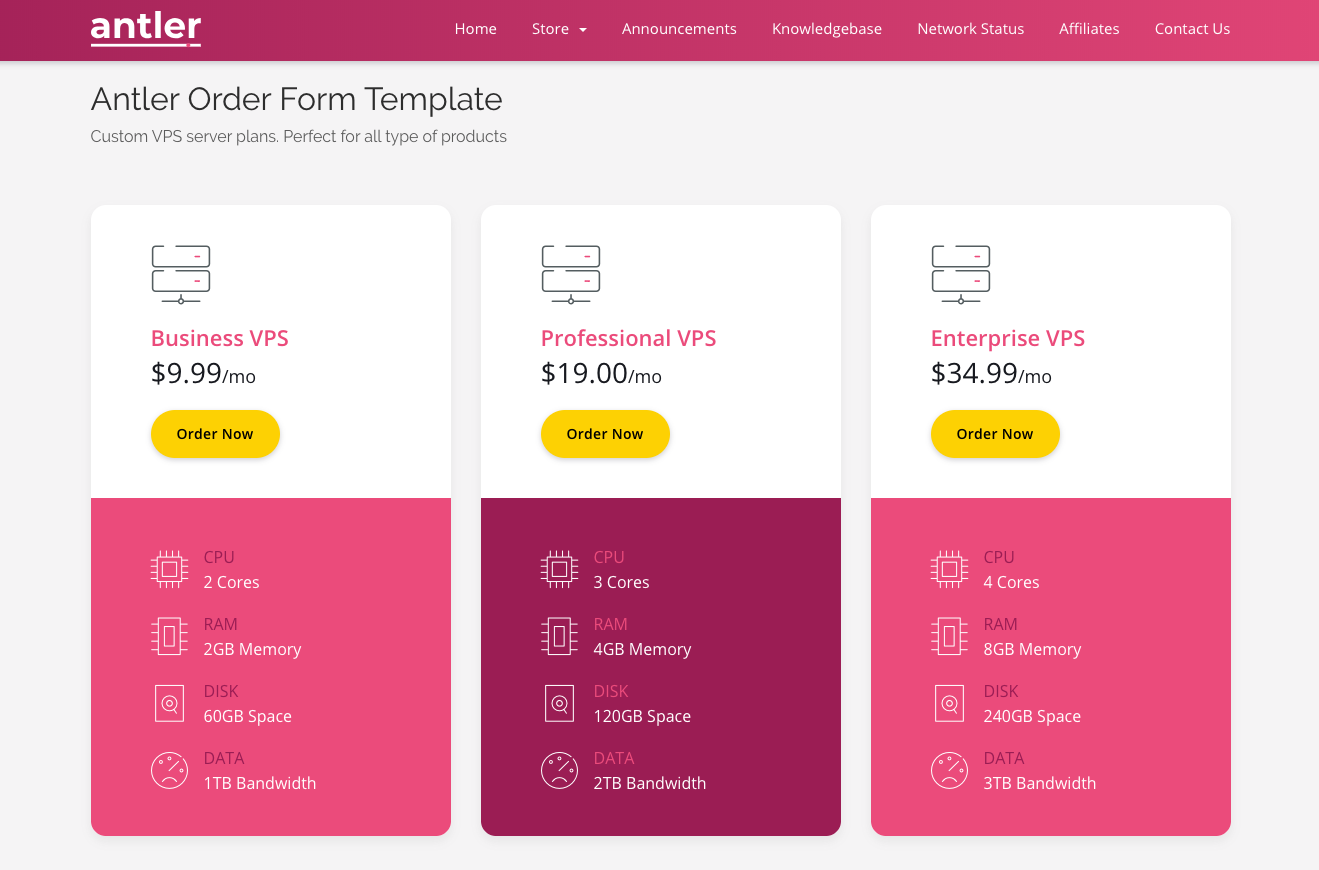 antler
Home Store Announcements Knowledgebase Network Status Affiliates Contact Us
Antler Order Form Template
Custom VPS server plans. Perfect for all type of products
Business VPS
$9.99/mo
Order Now
CPU
2 Cores
RAM
2GB Memory
DISK
60GB Space
DATA
1TB Bandwidth
Professional VPS
$19.00/mo
Order Now
CPU
3 Cores
RAM
4GB Memory
DISK
120GB Space
DATA
2TB Bandwidth
Enterprise VPS
$34.99/mo
Order Now
CPU
4 Cores
RAM
8GB Memory
DISK
240GB Space
DATA
3TB Bandwidth